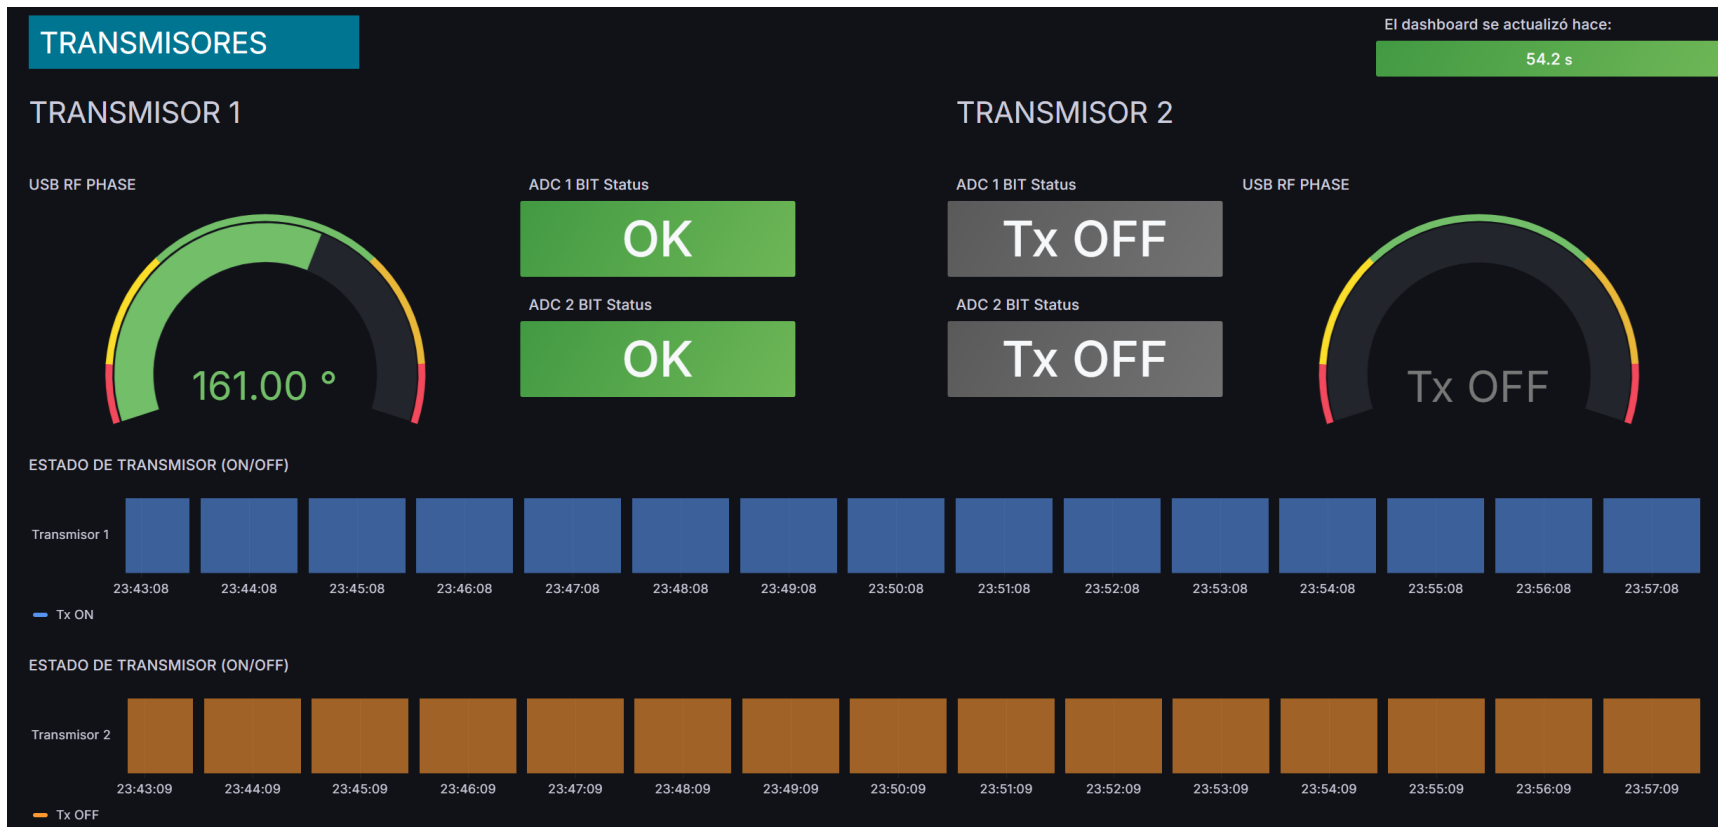 El dashboard se actualizó hace:
TRANSMISORES
54.2 s
TRANSMISOR 1
TRANSMISOR 2
USB RF PHASE
ADC 1 BIT Status
ADC 1 BIT Status
USB RF PHASE
OK
Tx OFF
ADC 2 BIT Status
ADC 2 BIT Status
OK
Tx OFF
161.00 °
Tx OFF
ESTADO DE TRANSMISOR (ON/OFF)
Transmisor 1
23:43:08 23:44:08 23:45:08 23:46:08 23:47:08 23:48:08 23:49:08 23:50:08 23:51:08 23:52:08 23:53:08 23:54:08 23:55:08 23:56:08 23:57:08
Tx ON
ESTADO DE TRANSMISOR (ON/OFF)
Transmisor 2
23:43:09 23:44:09 23:45:09 23:46:09 23:47:09 23:48:09 23:49:09 23:50:09 23:51:09 23:52:09 23:53:09 23:54:09 23:55:09 23:56:09 23:57:09
Tx OFF